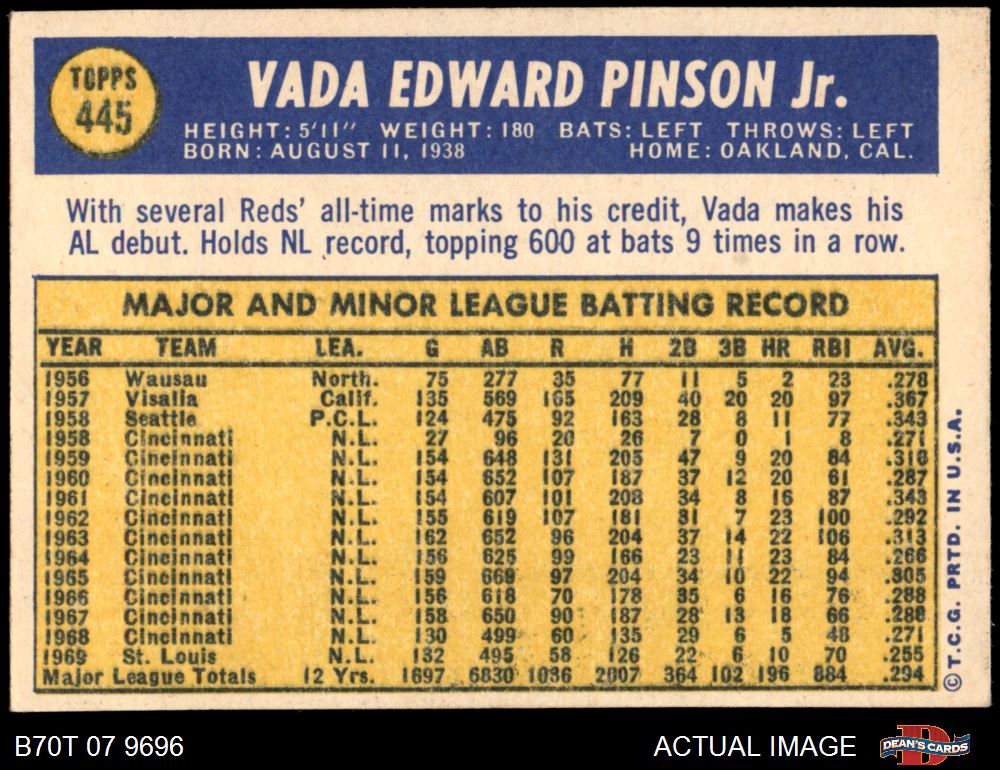 TOPPS
445
VADA EDWARD PINSON Jr.
HEIGHT: 5'11" WEIGHT: 180 BATS: LEFT THROWS: LEFT
BORN: AUGUST 11, 1938 HOME: OAKLAND, CAL.
With several Reds' all-time marks to his credit, Vada makes his
AL debut. Holds NL record, topping 600 at bats 9 times in a row.
MAJOR AND MINOR LEAGUE BATTING RECORD
YEAR TEAM LEA. G AB R H 2B 3B HR RBI AVG.
1956 Wausau North. 75 277 35 77 11 5 2 23 .278
1957 Visalia Calif. 135 569 165 209 40 20 20 97 .367
1958 Seattle P.C.L. 124 475 92 163 28 8 11 77 .343
1958 Cincinnati N.L. 27 96 20 26 7 0 1 8 .271
1959 Cincinnati N.L. 154 648 131 205 47 9 20 84 .316
1960 Cincinnati N.L. 154 652 107 187 37 12 20 61 .287
1961 Cincinnati N.L. 154 607 101 208 34 8 16 87 .343
1962 Cincinnati N.L. 155 619 107 181 31 7 23 100 .292
1963 Cincinnati N.L. 162 652 96 204 37 14 22 106 .313
1964 Cincinnati N.L. 156 625 99 166 23 11 23 84 .266
1965 Cincinnati N.L. 159 669 97 204 34 10 22 94 .305
1966 Cincinnati N.L. 156 618 70 178 35 6 16 76 .288
1967 Cincinnati N.L. 158 650 90 187 28 13 18 66 .288
1968 Cincinnati N.L. 130 499 60 135 29 6 5 48 .271
1969 St. Louis N.L. 132 495 58 126 22 6 10 70 .255
Major League Totals 12 Yrs. 1697 6830 1036 2007 364 102 196 884 .294
©T.C.G. PRTD. IN U.S.A.
B70T 07 9696 ACTUAL IMAGE
D
DEAN'S CARDS